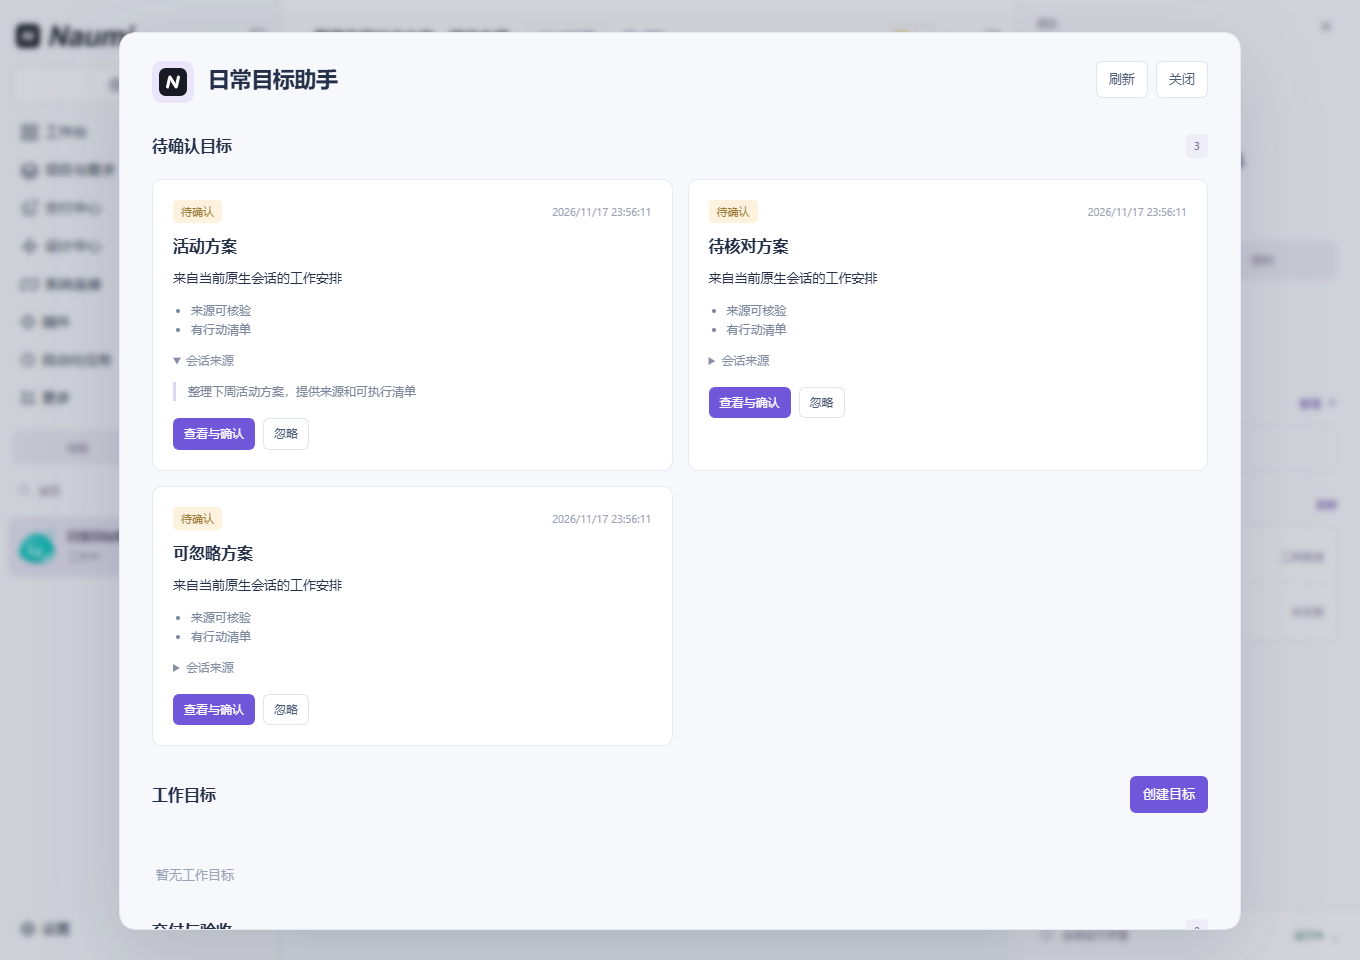 日常目标助手
刷新
关闭
待确认目标
3
待确认
2026/11/17 23:56:11
活动方案
来自当前原生会话的工作安排
来源可核验
有行动清单
会话来源
整理下周活动方案，提供来源和可执行清单
查看与确认
忽略
待确认
2026/11/17 23:56:11
待核对方案
来自当前原生会话的工作安排
来源可核验
有行动清单
会话来源
查看与确认
忽略
待确认
2026/11/17 23:56:11
可忽略方案
来自当前原生会话的工作安排
来源可核验
有行动清单
会话来源
查看与确认
忽略
工作目标
创建目标
暂无工作目标
交付与验收